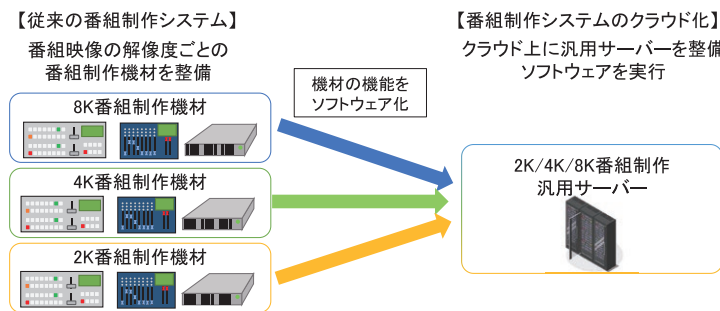 【従来の番組制作システム】
番組映像の解像度ごとの
番組制作機材を整備
8K番組制作機材
4K番組制作機材
2K番組制作機材
機材の機能を
ソフトウェア化
【番組制作システムのクラウド化】
クラウド上に汎用サーバーを整備
ソフトウェアを実行
2K/4K/8K番組制作
汎用サーバー